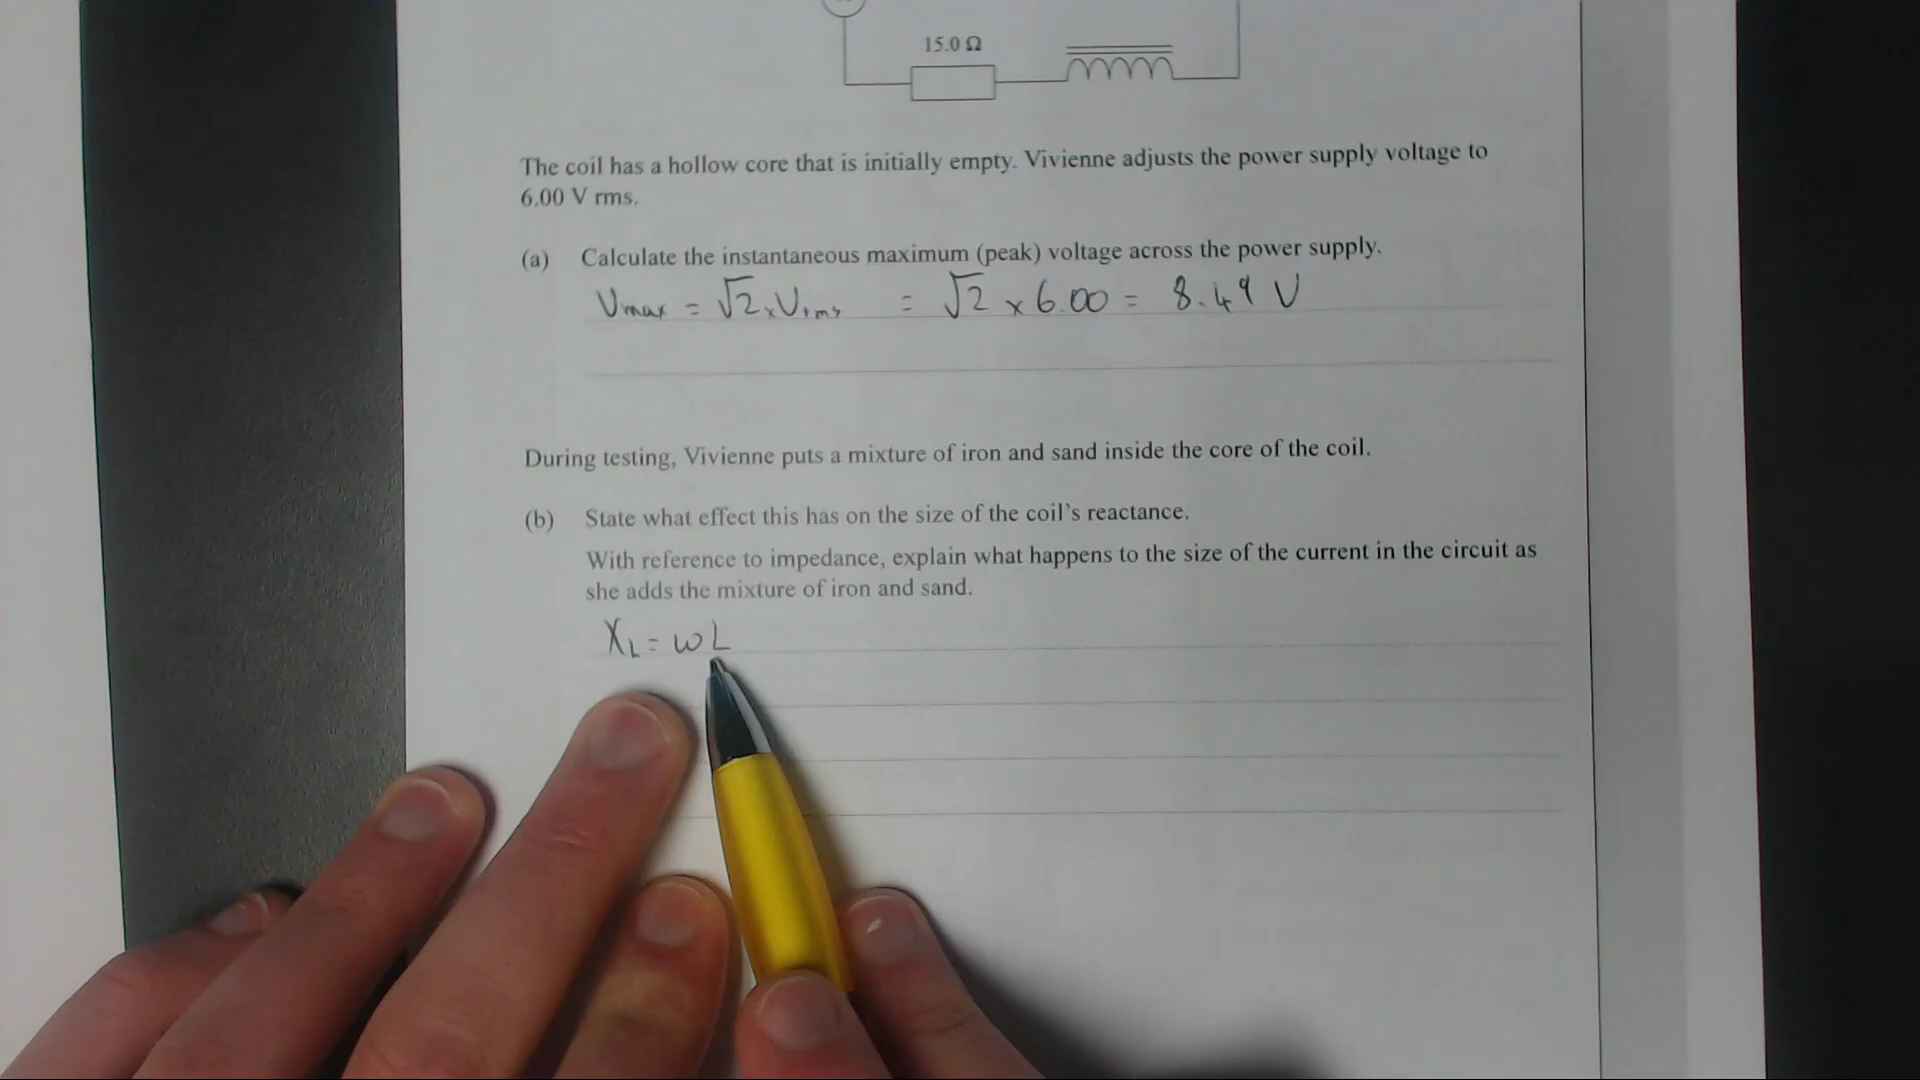 15.0 Ω
The coil has a hollow core that is initially empty. Vivienne adjusts the power supply voltage to
6.00 V rms.
(a) Calculate the instantaneous maximum (peak) voltage across the power supply.
Vmax = √2 x Vrms = √2 x 6.00 = 8.49 V
During testing, Vivienne puts a mixture of iron and sand inside the core of the coil.
(b) State what effect this has on the size of the coil's reactance.
With reference to impedance, explain what happens to the size of the current in the circuit as
she adds the mixture of iron and sand.
XL = ωL